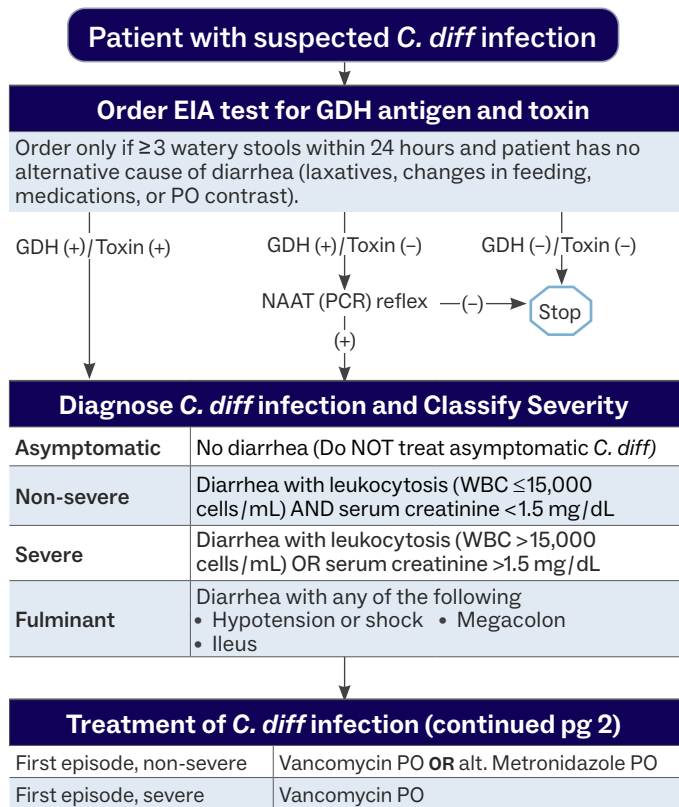 Patient with suspected C. diff infection
Order EIA test for GDH antigen and toxin
Order only if ≥3 watery stools within 24 hours and patient has no
alternative cause of diarrhea (laxatives, changes in feeding,
medications, or PO contrast).
GDH (+)/Toxin (+)
GDH (+)/Toxin (–)
GDH (–)/Toxin (–)
NAAT (PCR) reflex
(–)
Stop
(+)
Diagnose C. diff infection and Classify Severity
Asymptomatic
No diarrhea (Do NOT treat asymptomatic C. diff)
Non-severe
Diarrhea with leukocytosis (WBC ≤15,000
cells/mL) AND serum creatinine <1.5 mg/dL
Severe
Diarrhea with leukocytosis (WBC >15,000
cells/mL) OR serum creatinine >1.5 mg/dL
Fulminant
Diarrhea with any of the following
• Hypotension or shock • Megacolon
• Ileus
Treatment of C. diff infection (continued pg 2)
First episode, non-severe
Vancomycin PO OR alt. Metronidazole PO
First episode, severe
Vancomycin PO